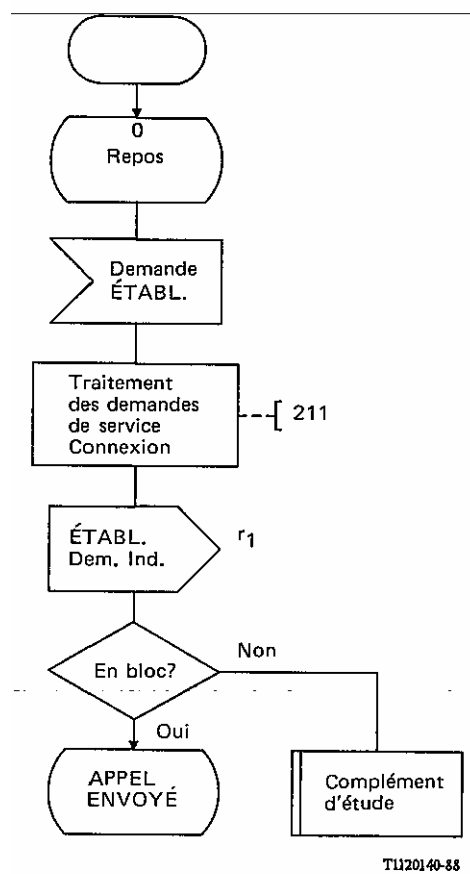 0
Repos
Demande
ÉTABL.
Traitement
des demandes
de service
Connexion
211
ÉTABL.
Dem. Ind.
r1
En bloc?
Non
Oui
APPEL
ENVOYÉ
Complément
d'étude
T1120140-88